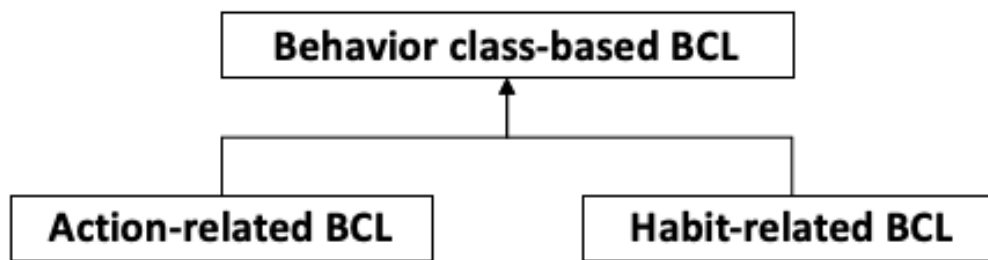 Behavior class-based BCL
Action-related BCL
Habit-related BCL